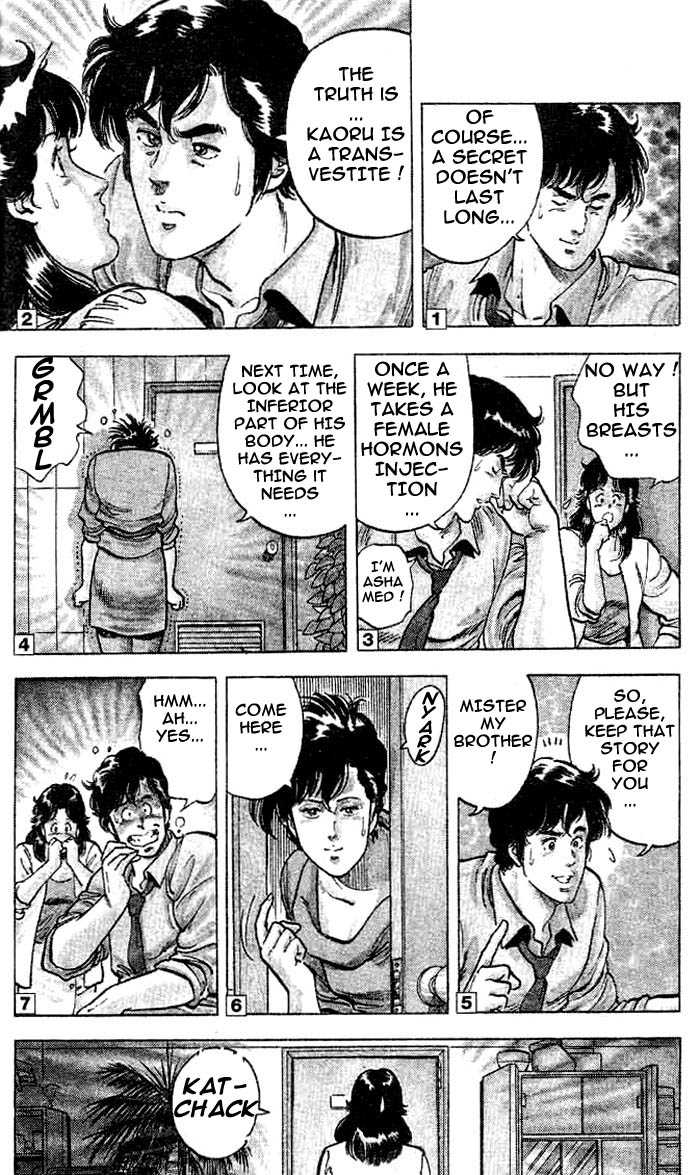 OF
COURSE...
A SECRET
DOESN'T
LAST
LONG...
1
THE
TRUTH IS
...
KAORU IS
A TRANS-
VESTITE !
2
NO WAY !
BUT
HIS
BREASTS
...
ONCE A
WEEK, HE
TAKES A
FEMALE
HORMONS
INJEC-
TION
...
I'M
ASHA
MED !
3
NEXT TIME,
LOOK AT THE
INFERIOR
PART OF HIS
BODY... HE
HAS EVERY-
THING IT
NEEDS
...
GRMBL
4
SO,
PLEASE,
KEEP THAT
STORY
FOR
YOU
...
MISTER
MY
BROTHER
!
5
NYARK
COME
HERE
...
6
HMM...
AH...
YES...
7
KAT-
CHACK